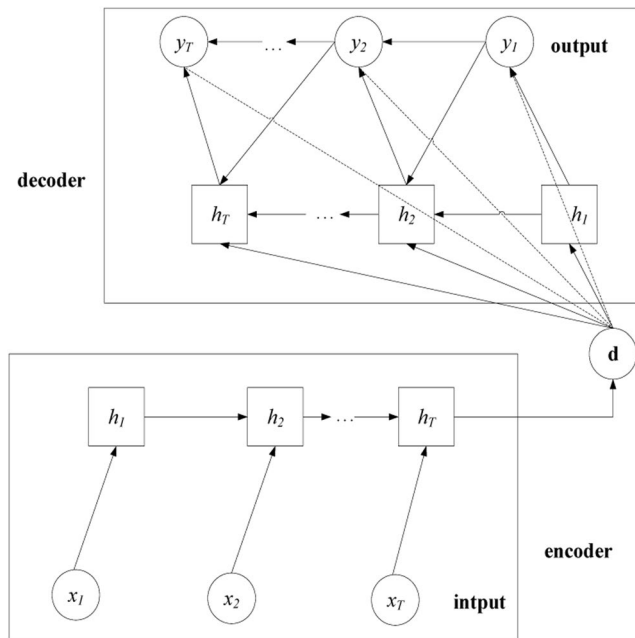 y_T ... y_2 y_1 output
decoder
h_T ... h_2 h_1
d
h_1 h_2 ... h_T
encoder
x_1 x_2 x_T intput